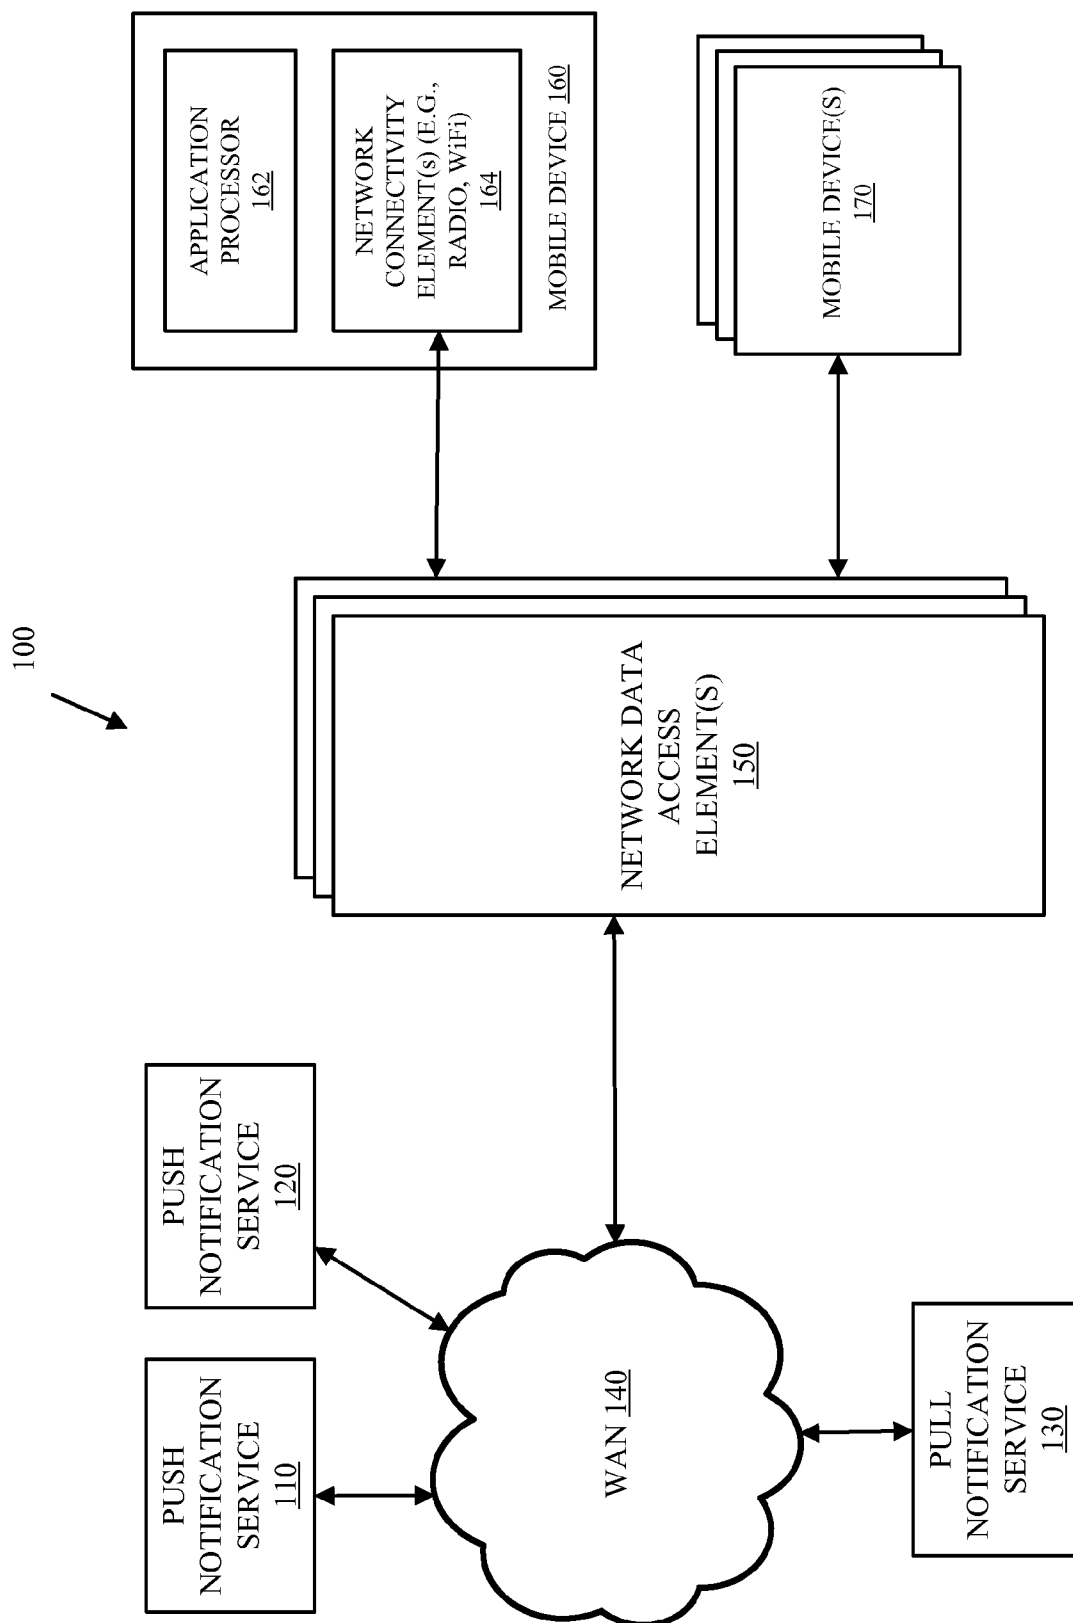 100
PUSH
NOTIFICATION
SERVICE
110
PUSH
NOTIFICATION
SERVICE
120
WAN 140
PULL
NOTIFICATION
SERVICE
130
NETWORK DATA
ACCESS
ELEMENT(S)
150
APPLICATION
PROCESSOR
162
NETWORK
CONNECTIVITY
ELEMENT(s) (E.G.,
RADIO, WiFi)
164
MOBILE DEVICE 160
MOBILE DEVICE(S)
170